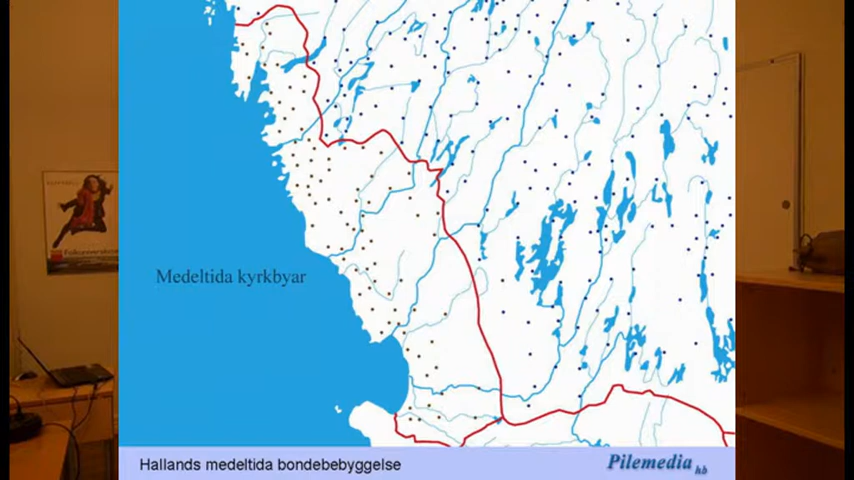 Medeltida kyrkbyar
Hallands medeltida bondebebyggelse
Pilemedia hb